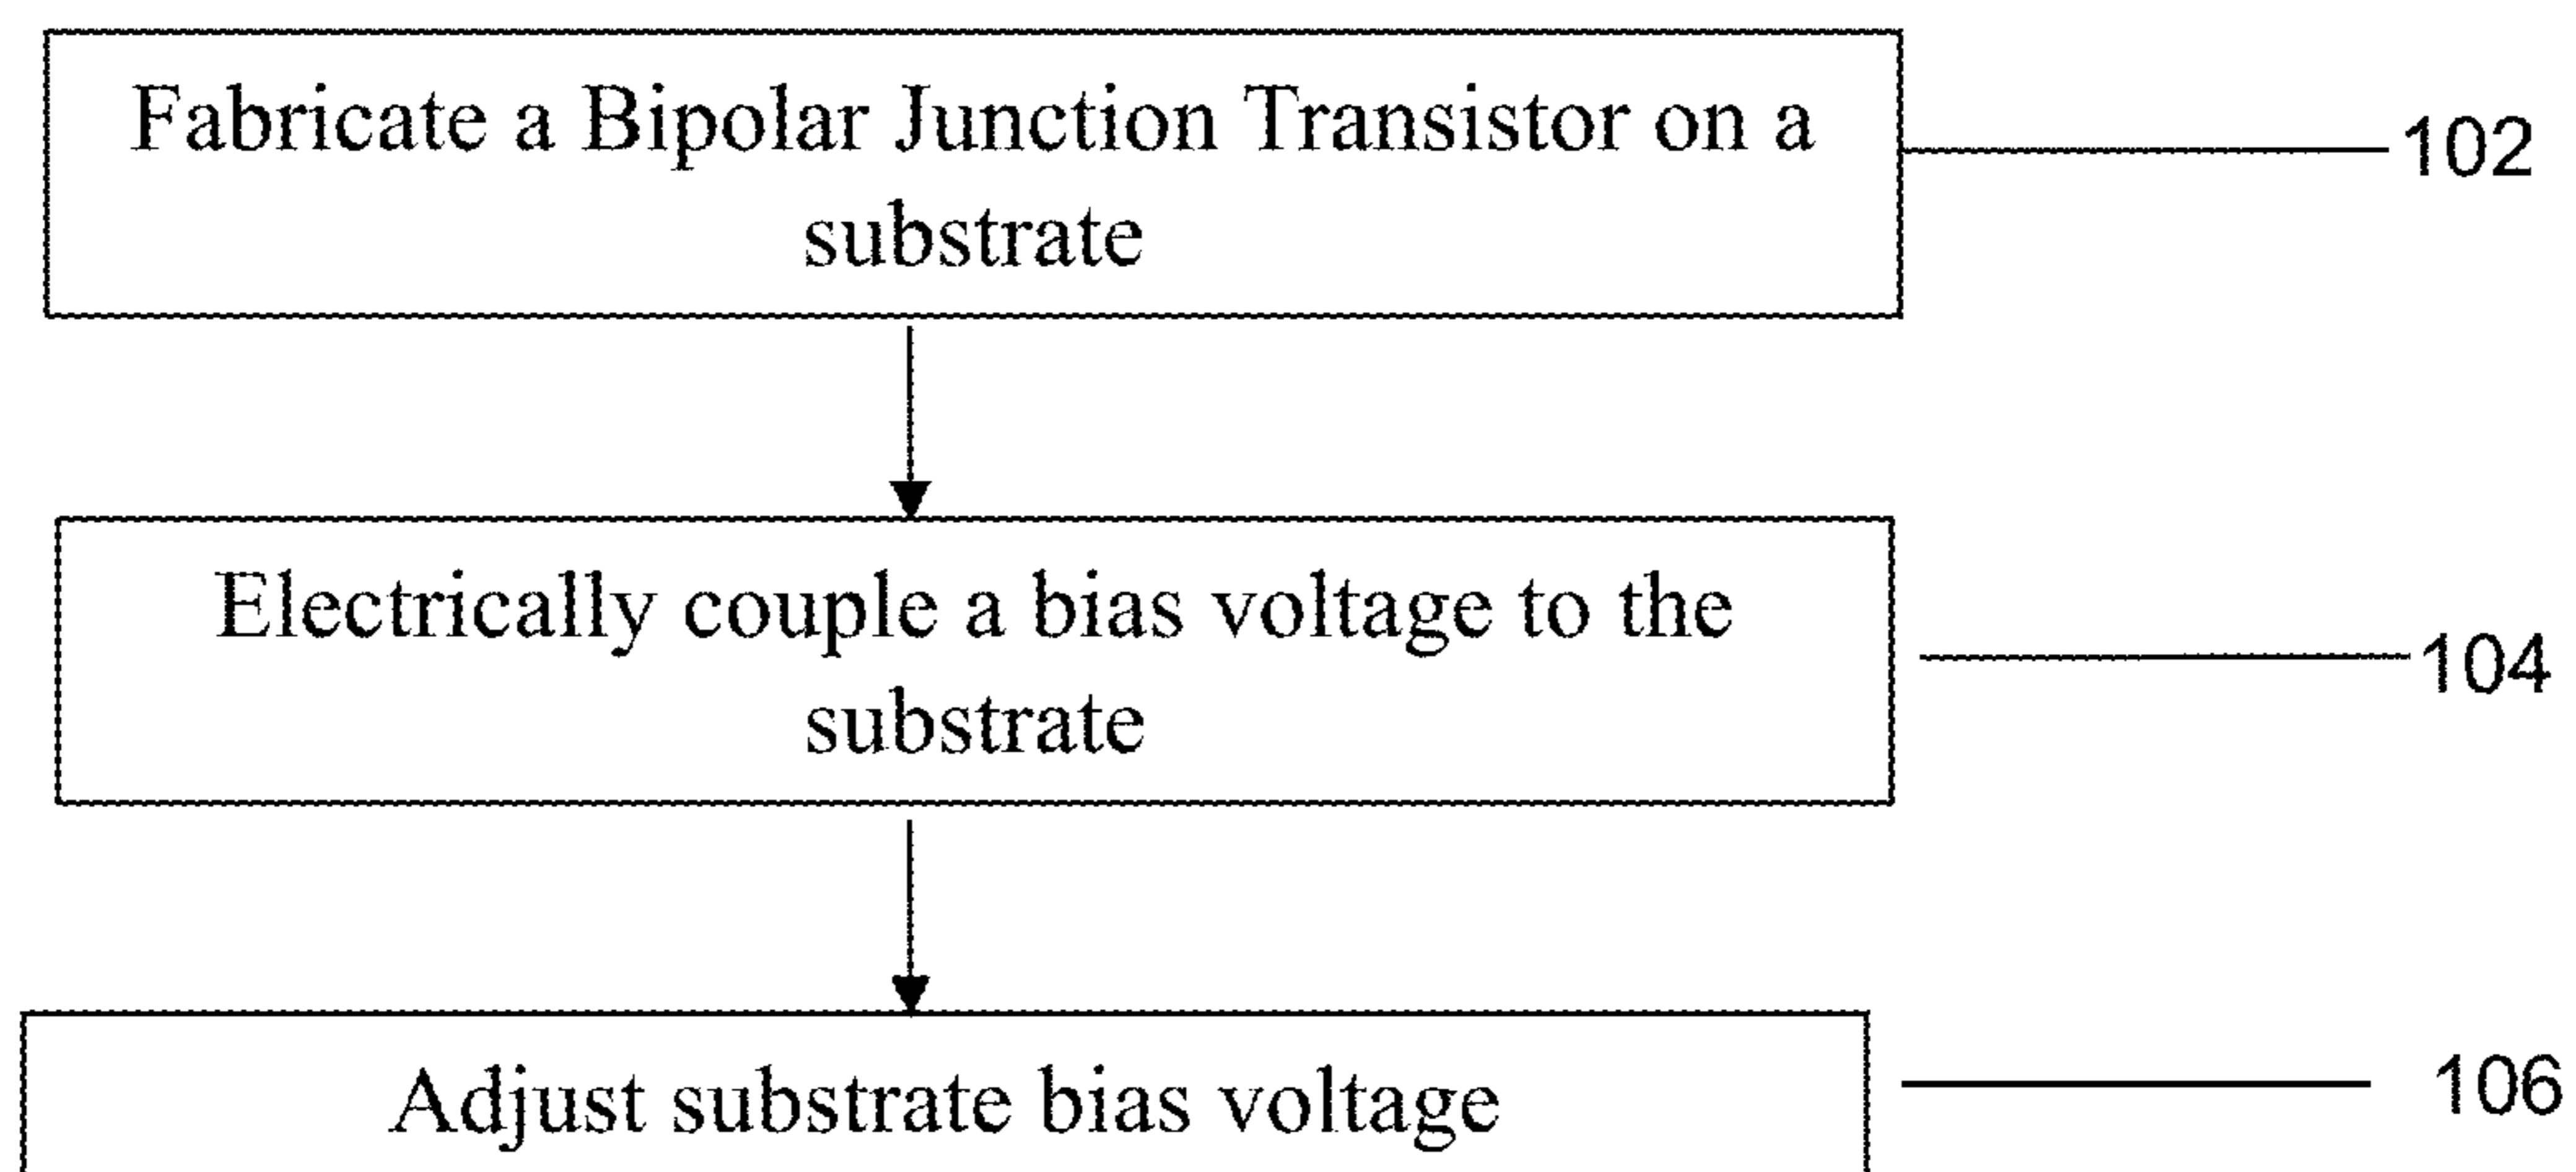 Fabricate a Bipolar Junction Transistor on a
substrate
102
Electrically couple a bias voltage to the
substrate
104
Adjust substrate bias voltage
106